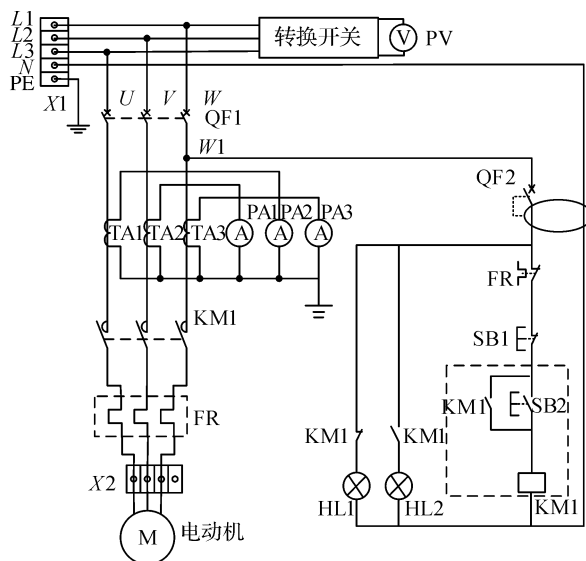 L1
L2
L3
N
PE
X1
转换开关
V
PV
U
V
W
QF1
W1
QF2
TA1
TA2
TA3
PA1
PA2
PA3
A
A
A
FR
KM1
SB1
KM1
SB2
FR
KM1
KM1
X2
HL1
HL2
KM1
M
电动机